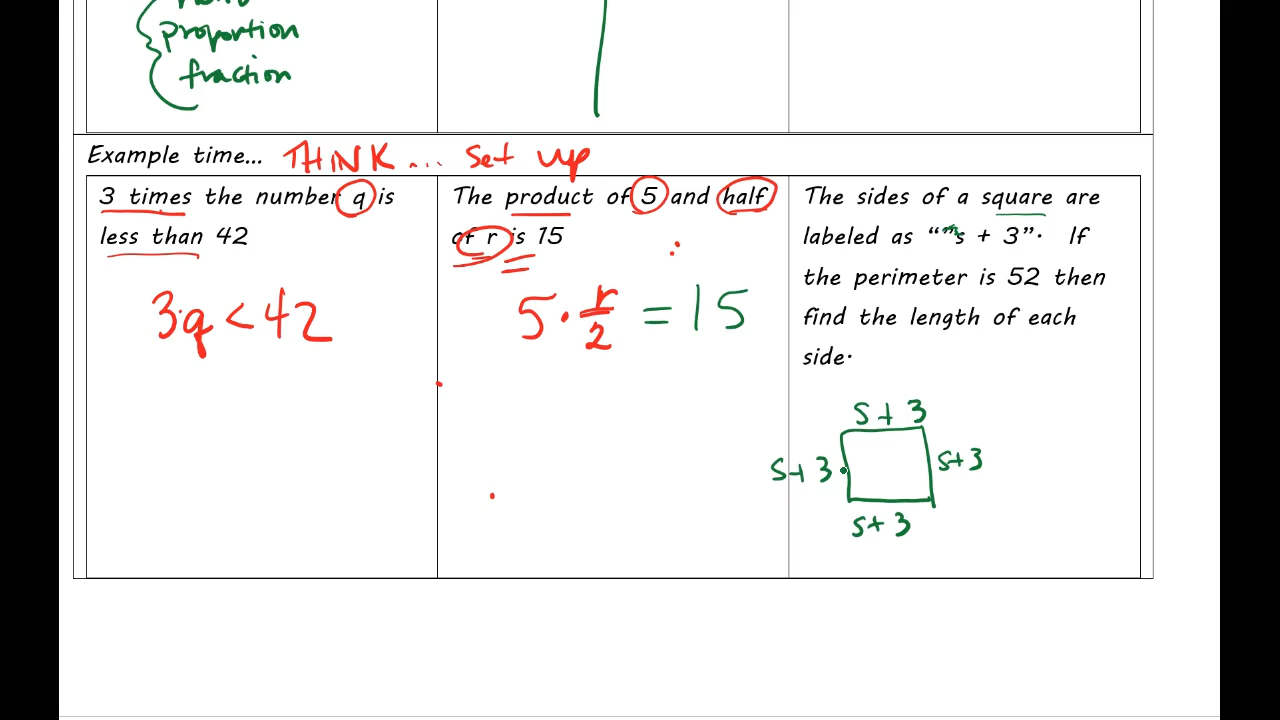 proportion
fraction
Example time... THINK... Set up
3 times the number q is
less than 42
3·q < 42
The product of 5 and half
of r is 15
5 · r/2 = 15
The sides of a square are
labeled as “s + 3”. If
the perimeter is 52 then
find the length of each
side.
s + 3
s + 3
s + 3
s + 3